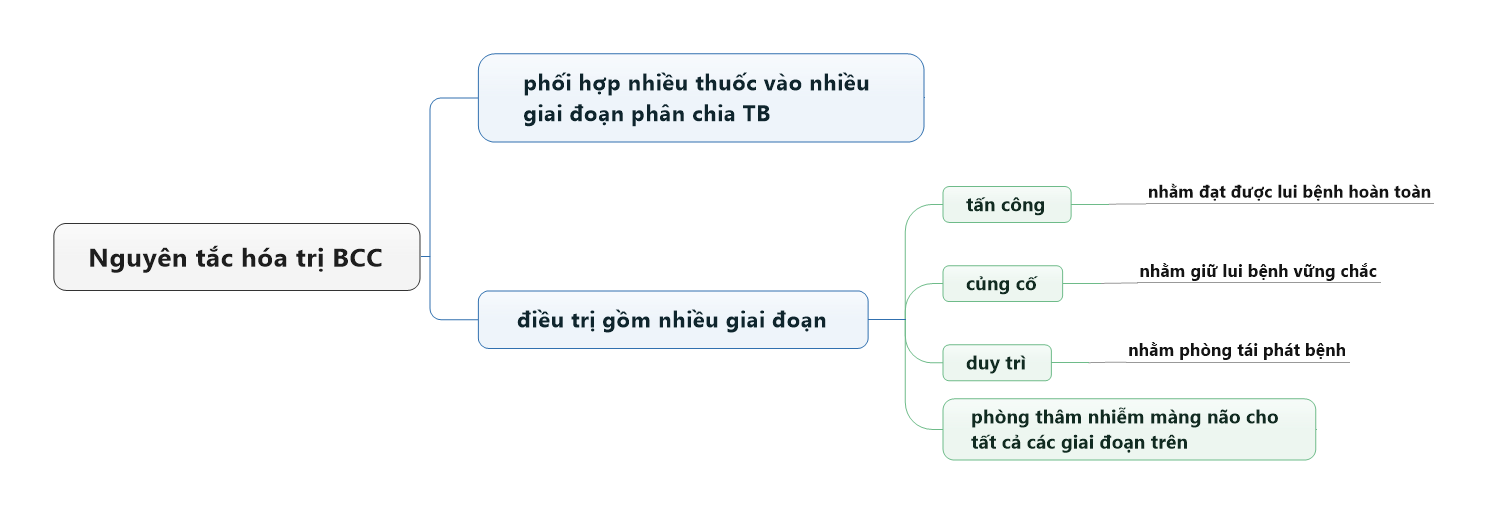 Nguyên tắc hóa trị BCC
phối hợp nhiều thuốc vào nhiều
giai đoạn phân chia TB
điều trị gồm nhiều giai đoạn
tấn công
nhằm đạt được lui bệnh hoàn toàn
củng cố
nhằm giữ lui bệnh vững chắc
duy trì
nhằm phòng tái phát bệnh
phòng thâm nhiễm màng não cho
tất cả các giai đoạn trên